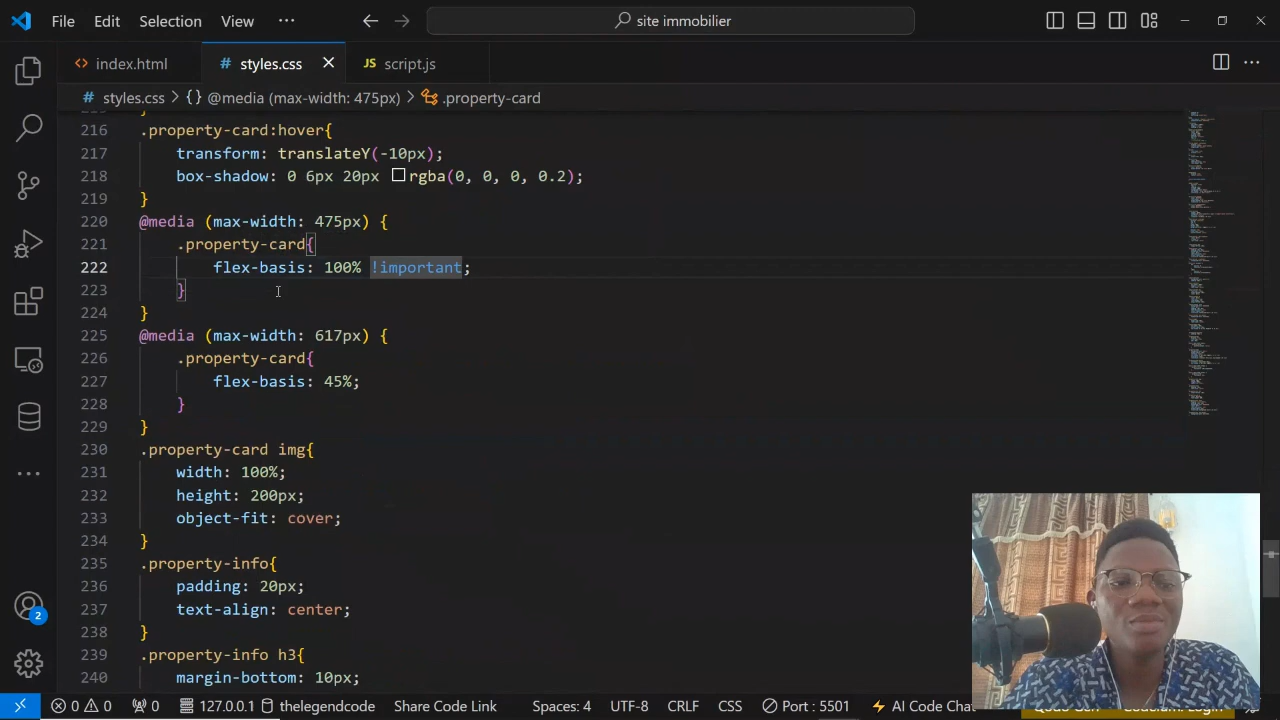 File Edit Selection View ··· site immobilier
index.html # styles.css JS script.js
# styles.css > {} @media (max-width: 475px) > .property-card
216 .property-card:hover{
217 transform: translateY(-10px);
218 box-shadow: 0 6px 20px rgba(0, 0, 0, 0.2);
219 }
220 @media (max-width: 475px) {
221 .property-card{
222 flex-basis: 100% !important;
223 }
224 }
225 @media (max-width: 617px) {
226 .property-card{
227 flex-basis: 45%;
228 }
229 }
230 .property-card img{
231 width: 100%;
232 height: 200px;
233 object-fit: cover;
234 }
235 .property-info{
236 padding: 20px;
237 text-align: center;
238 }
239 .property-info h3{
240 margin-bottom: 10px;
2
0 0 0 127.0.0.1 thelegendcode Share Code Link Spaces: 4 UTF-8 CRLF CSS Port : 5501 AI Code Chat